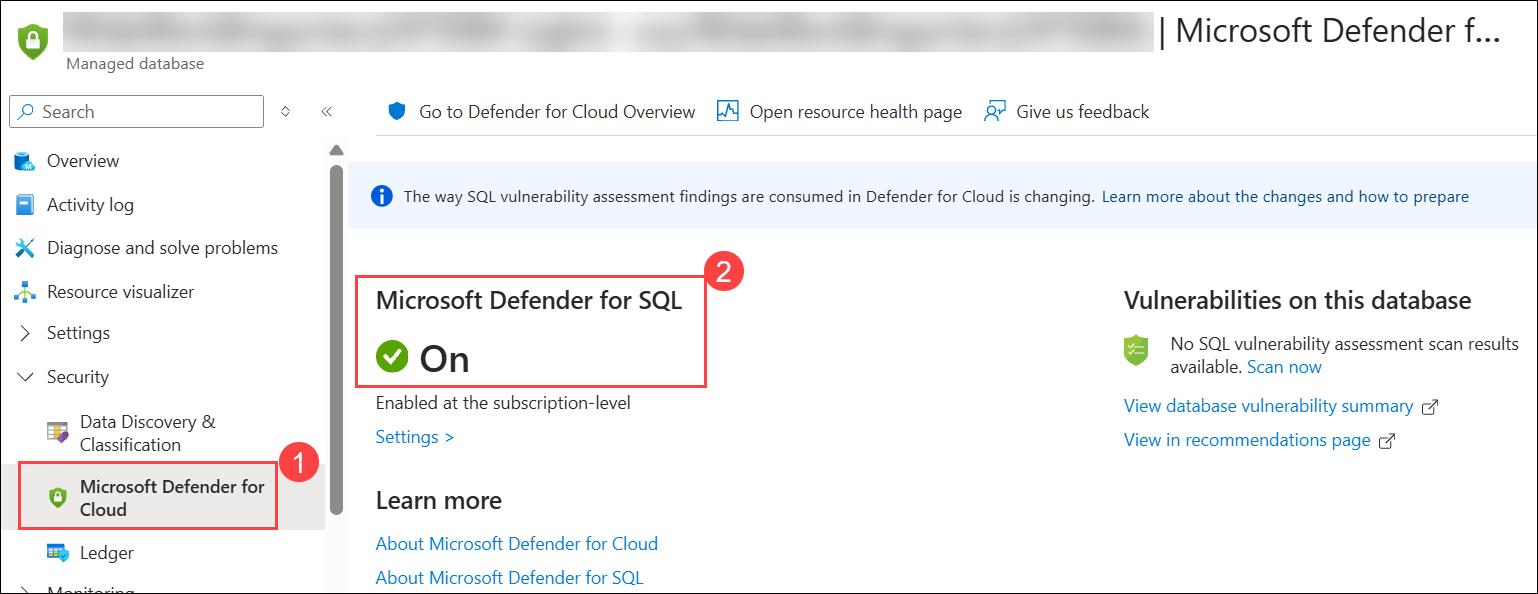 | Microsoft Defender f...
Managed database
Search
Go to Defender for Cloud Overview
Open resource health page
Give us feedback
Overview
Activity log
Diagnose and solve problems
Resource visualizer
Settings
Security
Data Discovery &
Classification
1
Microsoft Defender for
Cloud
Ledger
Monitoring
The way SQL vulnerability assessment findings are consumed in Defender for Cloud is changing. Learn more about the changes and how to prepare
2
Microsoft Defender for SQL
On
Enabled at the subscription-level
Settings >
Learn more
About Microsoft Defender for Cloud
About Microsoft Defender for SQL
Vulnerabilities on this database
No SQL vulnerability assessment scan results
available. Scan now
View database vulnerability summary
View in recommendations page